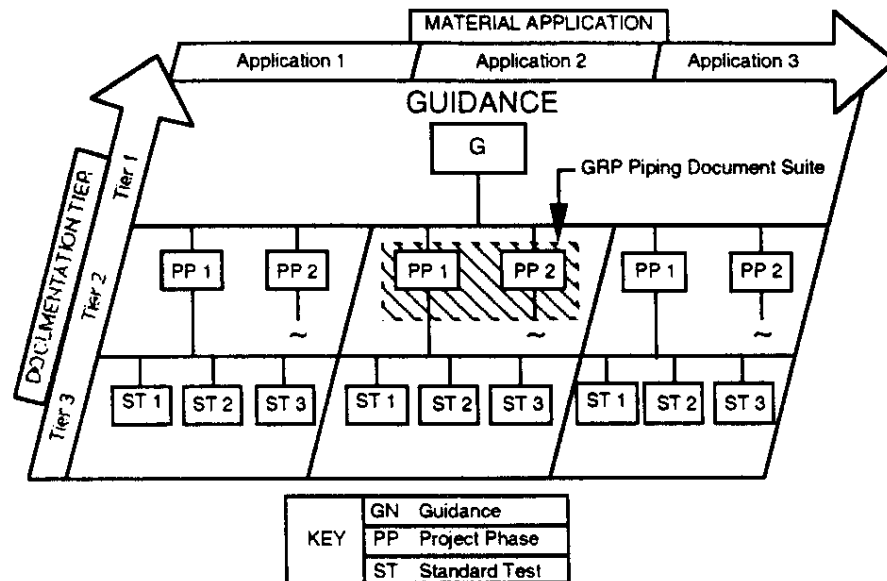 MATERIAL APPLICATION
Application 1 Application 2 Application 3
GUIDANCE
G
GRP Piping Document Suite
DOCUMENTATION TIER
Tier 1
Tier 2
Tier 3
PP 1 PP 2 PP 1 PP 2 PP 1 PP 2
~ ~ ~
ST 1 ST 2 ST 3 ST 1 ST 2 ST 3 ST 1 ST 2 ST 3
KEY
GN Guidance
PP Project Phase
ST Standard Test